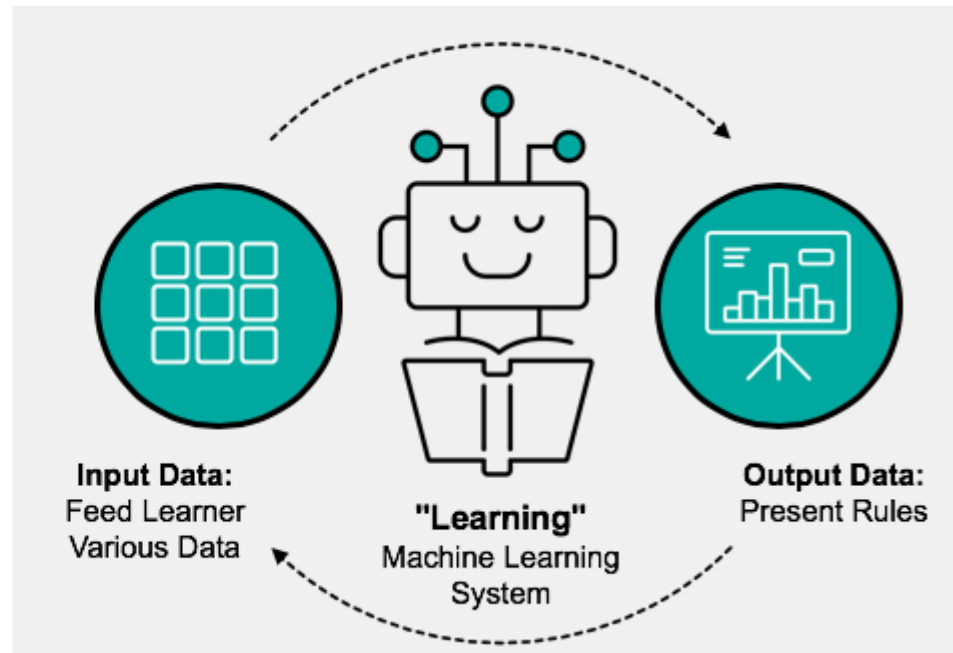 Input Data:
Feed Learner
Various Data
"Learning"
Machine Learning
System
Output Data:
Present Rules